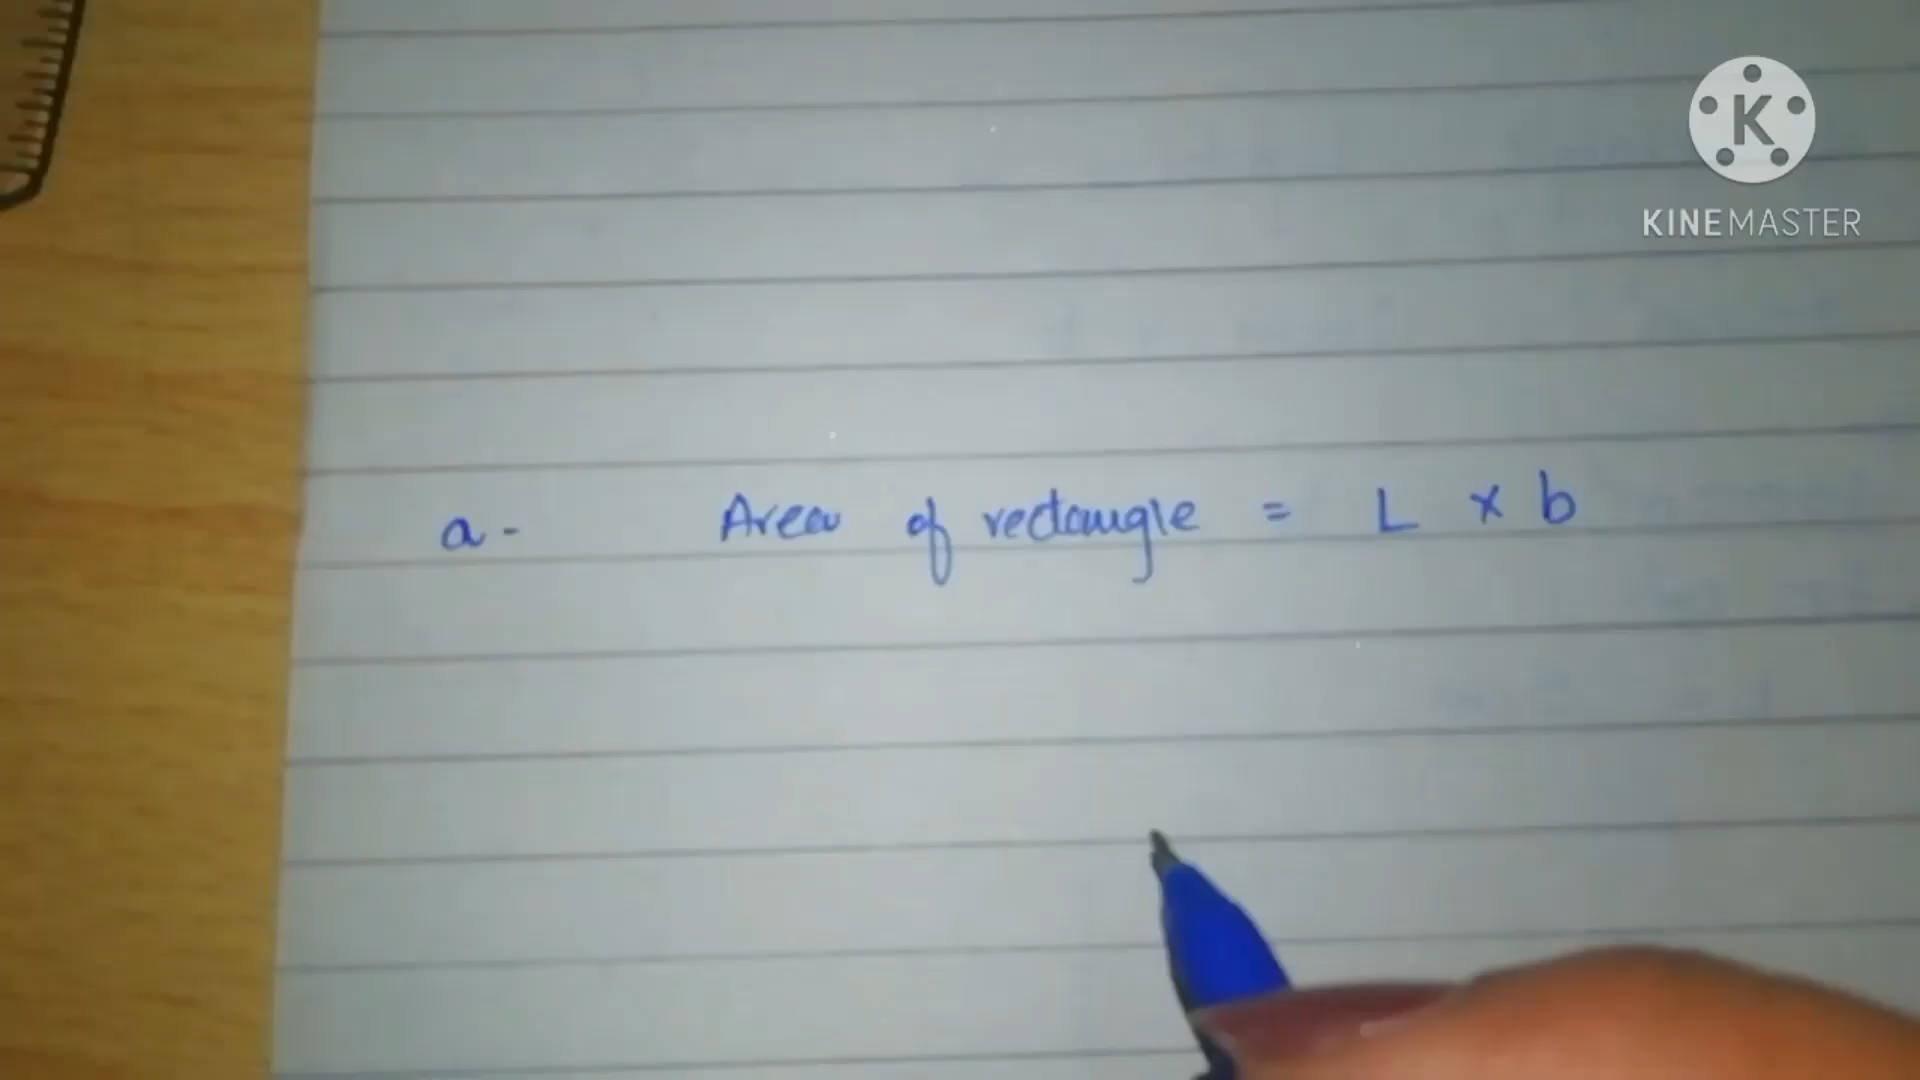 K
KINEMASTER
a - Area of rectangle = L × b